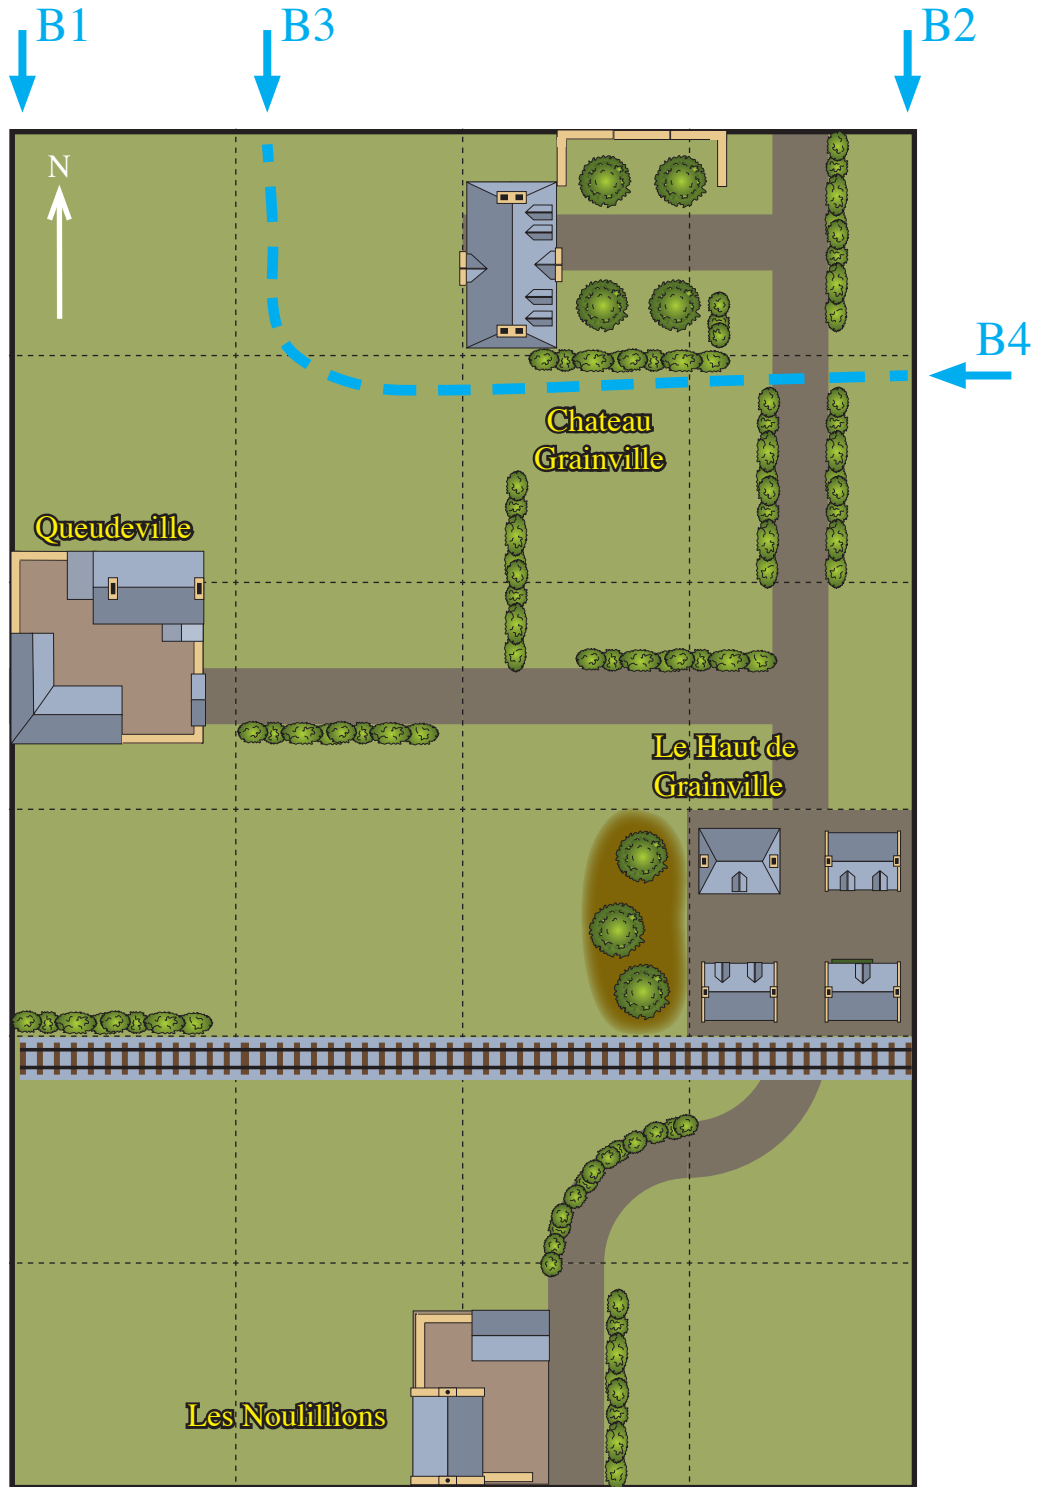 B1
B3
B2
N
B4
Chateau
Grainville
Queudeville
Le Haut de
Grainville
Les Noulillions